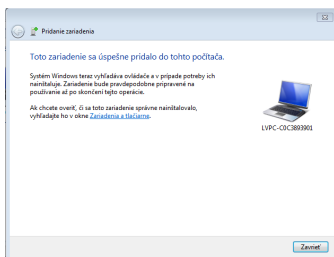 Pridanie zariadenia
Toto zariadenie sa úspešne pridalo do tohto počítača.
Systém Windows teraz vyhľadáva ovládače a v prípade potreby ich
nainštaluje. Zariadenie bude pravdepodobne pripravené na
používanie až po skončení tejto operácie.
Ak chcete overiť, či sa toto zariadenie správne nainštalovalo,
vyhľadajte ho v okne Zariadenia a tlačiarne.
LVPC-C0C3893901
Zavrieť